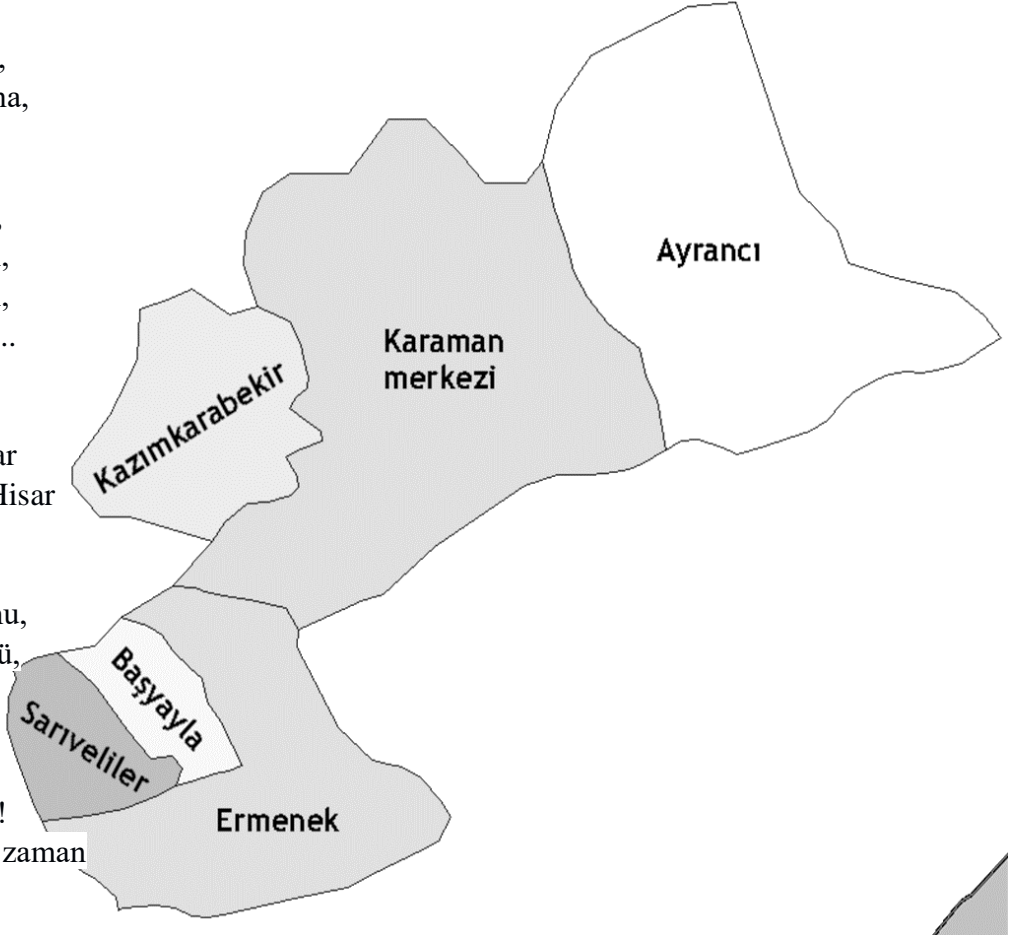 Ayrancı
Karaman
merkezi
Kazımkarabekir
Başyayla
Sarıveliler
Ermenek
zaman